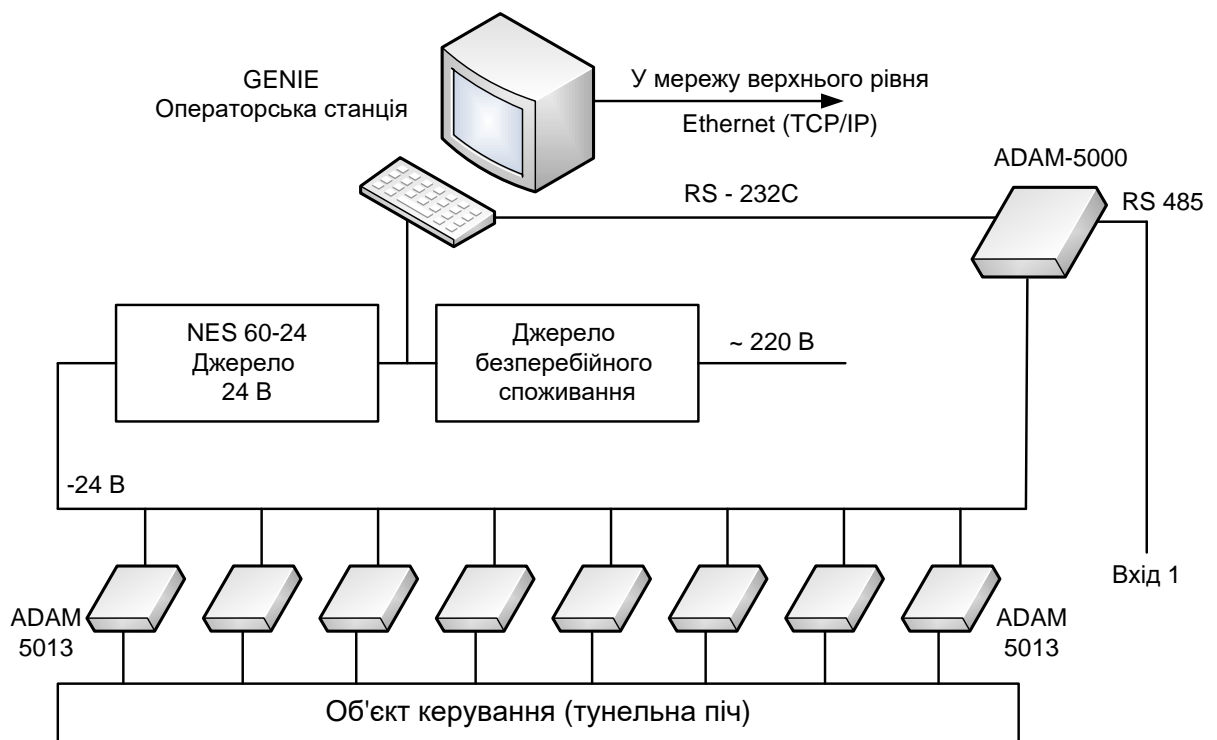 GENIE
Операторська станція
У мережу верхнього рівня
Ethernet (TCP/IP)
ADAM-5000
RS - 232C
RS 485
NES 60-24
Джерело
24 В
Джерело
безперебійного
споживання
~ 220 В
-24 В
Вхід 1
ADAM
5013
ADAM
5013
Об'єкт керування (тунельна піч)